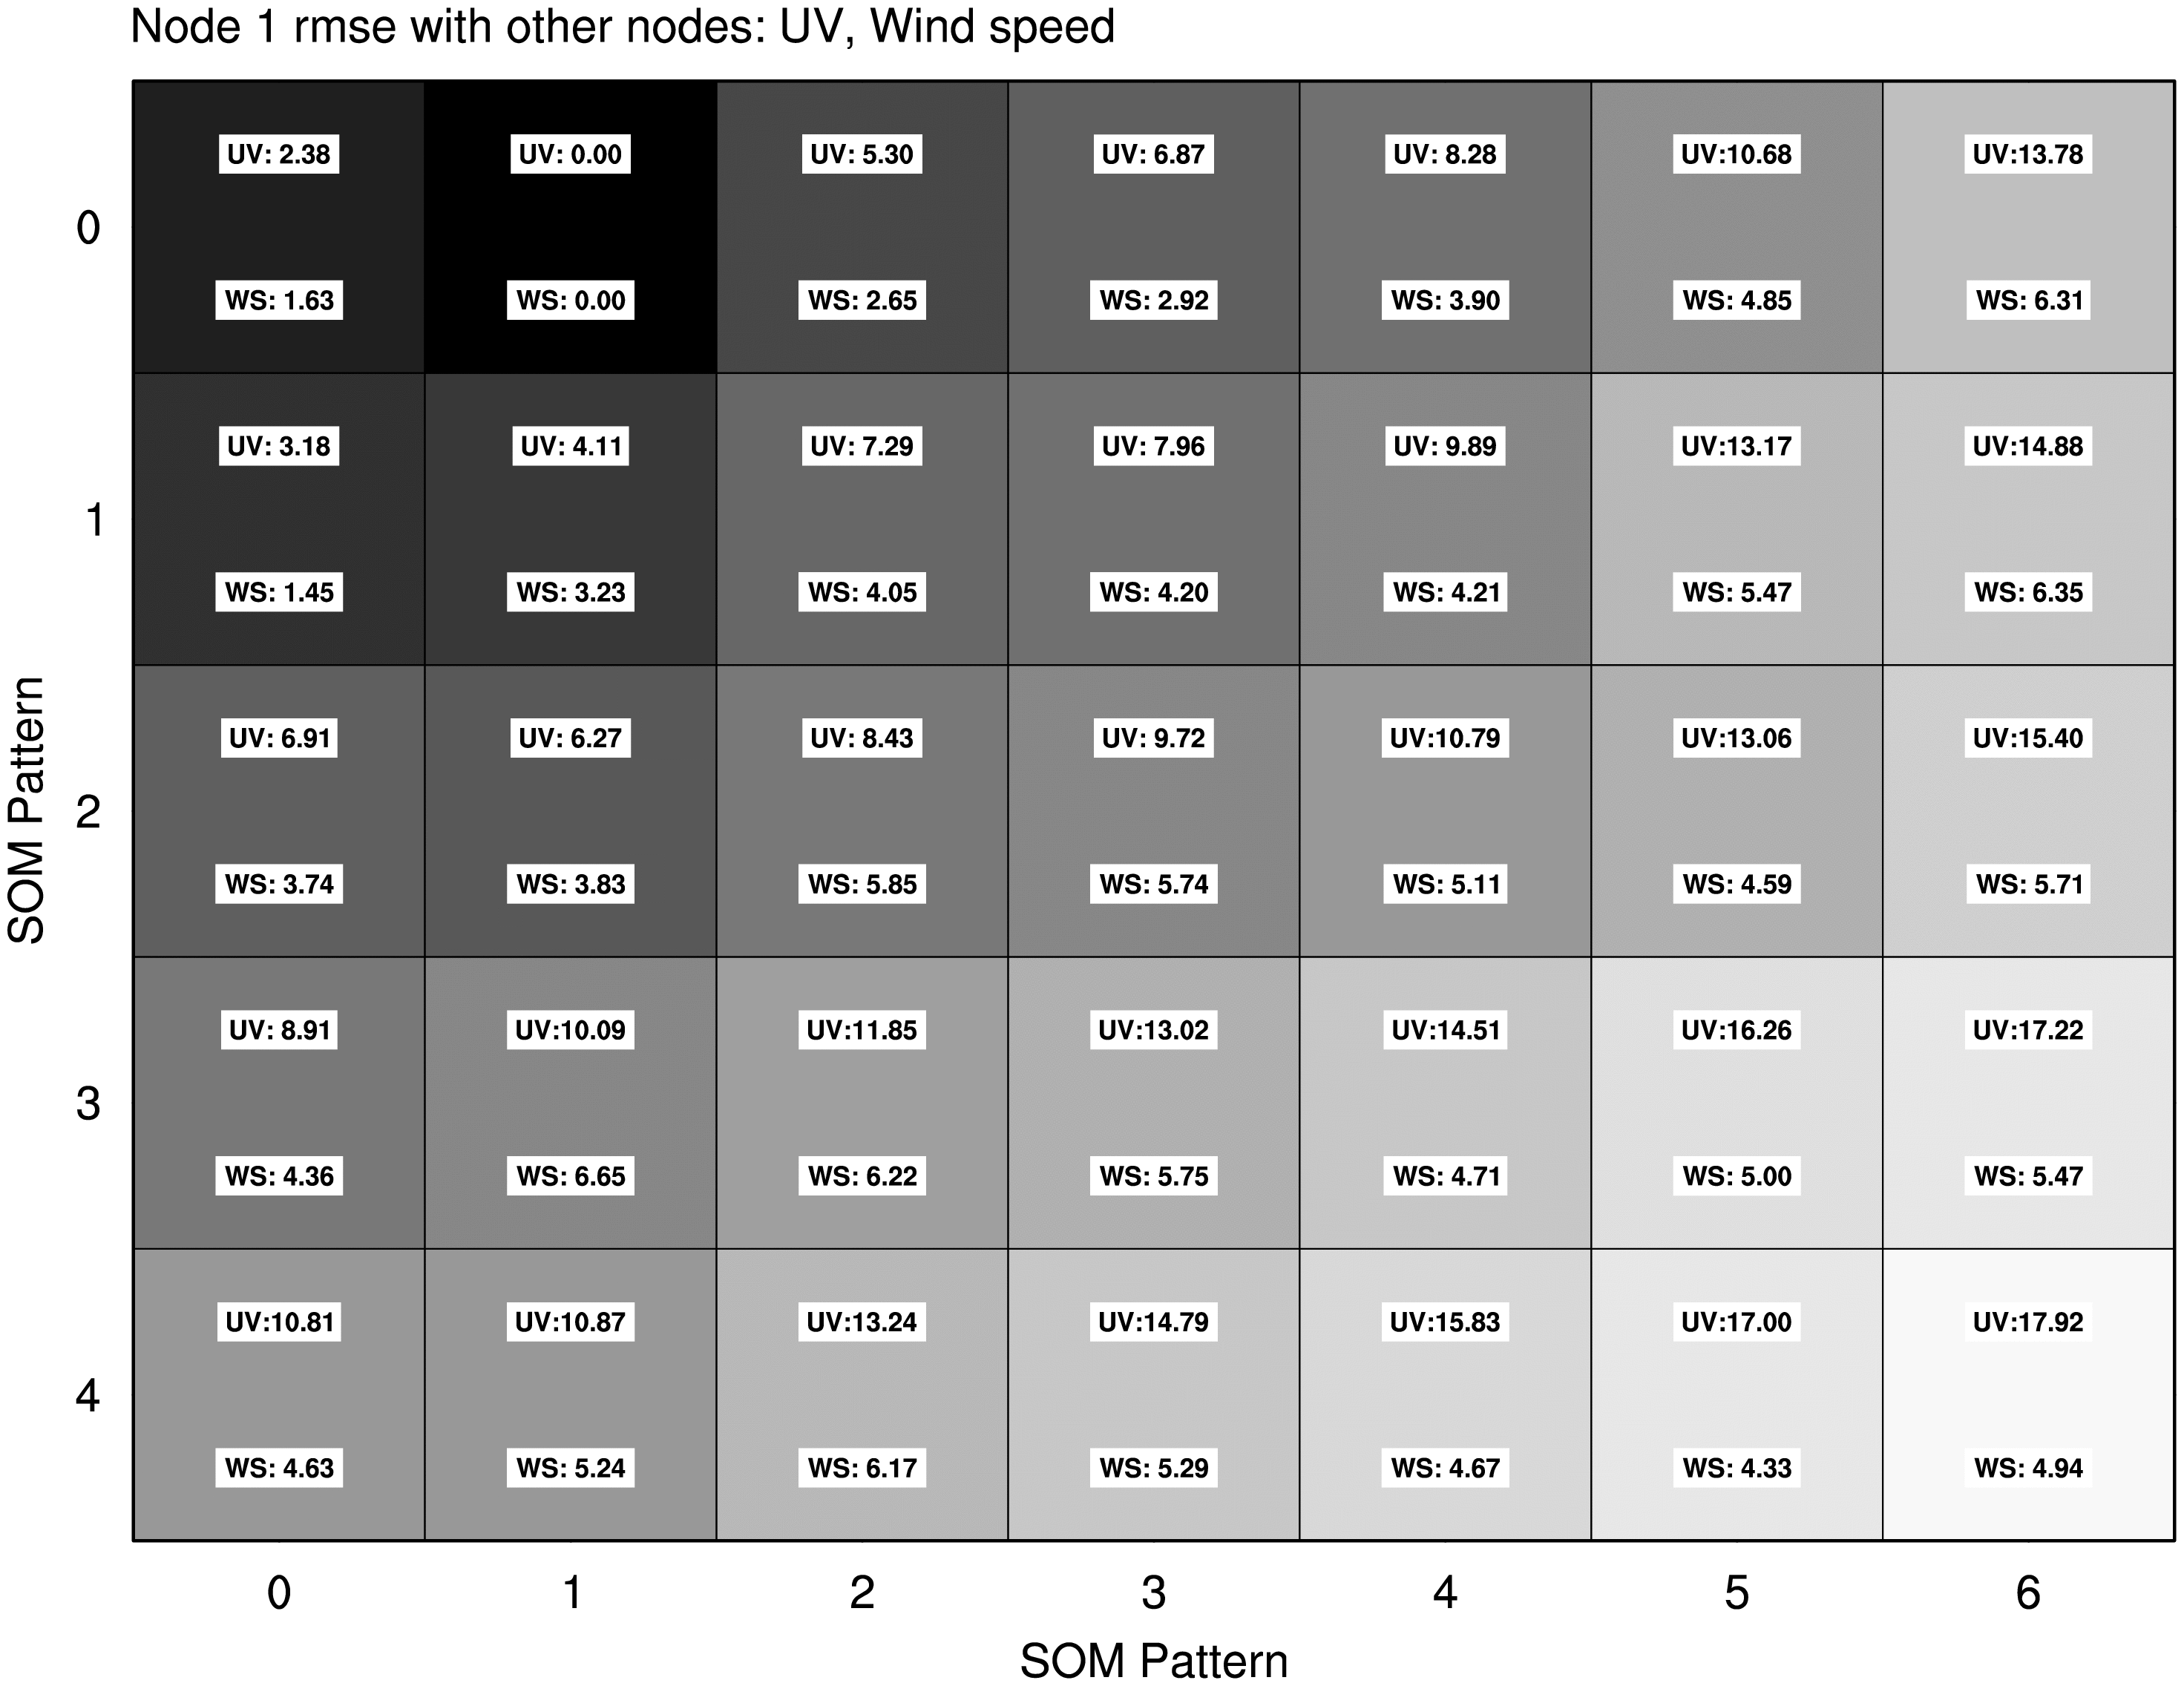 Node 1 rmse with other nodes: UV, Wind speed
UV: 2.38 UV: 0.00 UV: 5.30 UV: 6.87 UV: 8.28 UV:10.68 UV:13.78
0
WS: 1.63 WS: 0.00 WS: 2.65 WS: 2.92 WS: 3.90 WS: 4.85 WS: 6.31
UV: 3.18 UV: 4.11 UV: 7.29 UV: 7.96 UV: 9.89 UV:13.17 UV:14.88
1
WS: 1.45 WS: 3.23 WS: 4.05 WS: 4.20 WS: 4.21 WS: 5.47 WS: 6.35
UV: 6.91 UV: 6.27 UV: 8.43 UV: 9.72 UV:10.79 UV:13.06 UV:15.40
2
WS: 3.74 WS: 3.83 WS: 5.85 WS: 5.74 WS: 5.11 WS: 4.59 WS: 5.71
UV: 8.91 UV:10.09 UV:11.85 UV:13.02 UV:14.51 UV:16.26 UV:17.22
3
WS: 4.36 WS: 6.65 WS: 6.22 WS: 5.75 WS: 4.71 WS: 5.00 WS: 5.47
UV:10.81 UV:10.87 UV:13.24 UV:14.79 UV:15.83 UV:17.00 UV:17.92
4
WS: 4.63 WS: 5.24 WS: 6.17 WS: 5.29 WS: 4.67 WS: 4.33 WS: 4.94
SOM Pattern
0 1 2 3 4 5 6
SOM Pattern